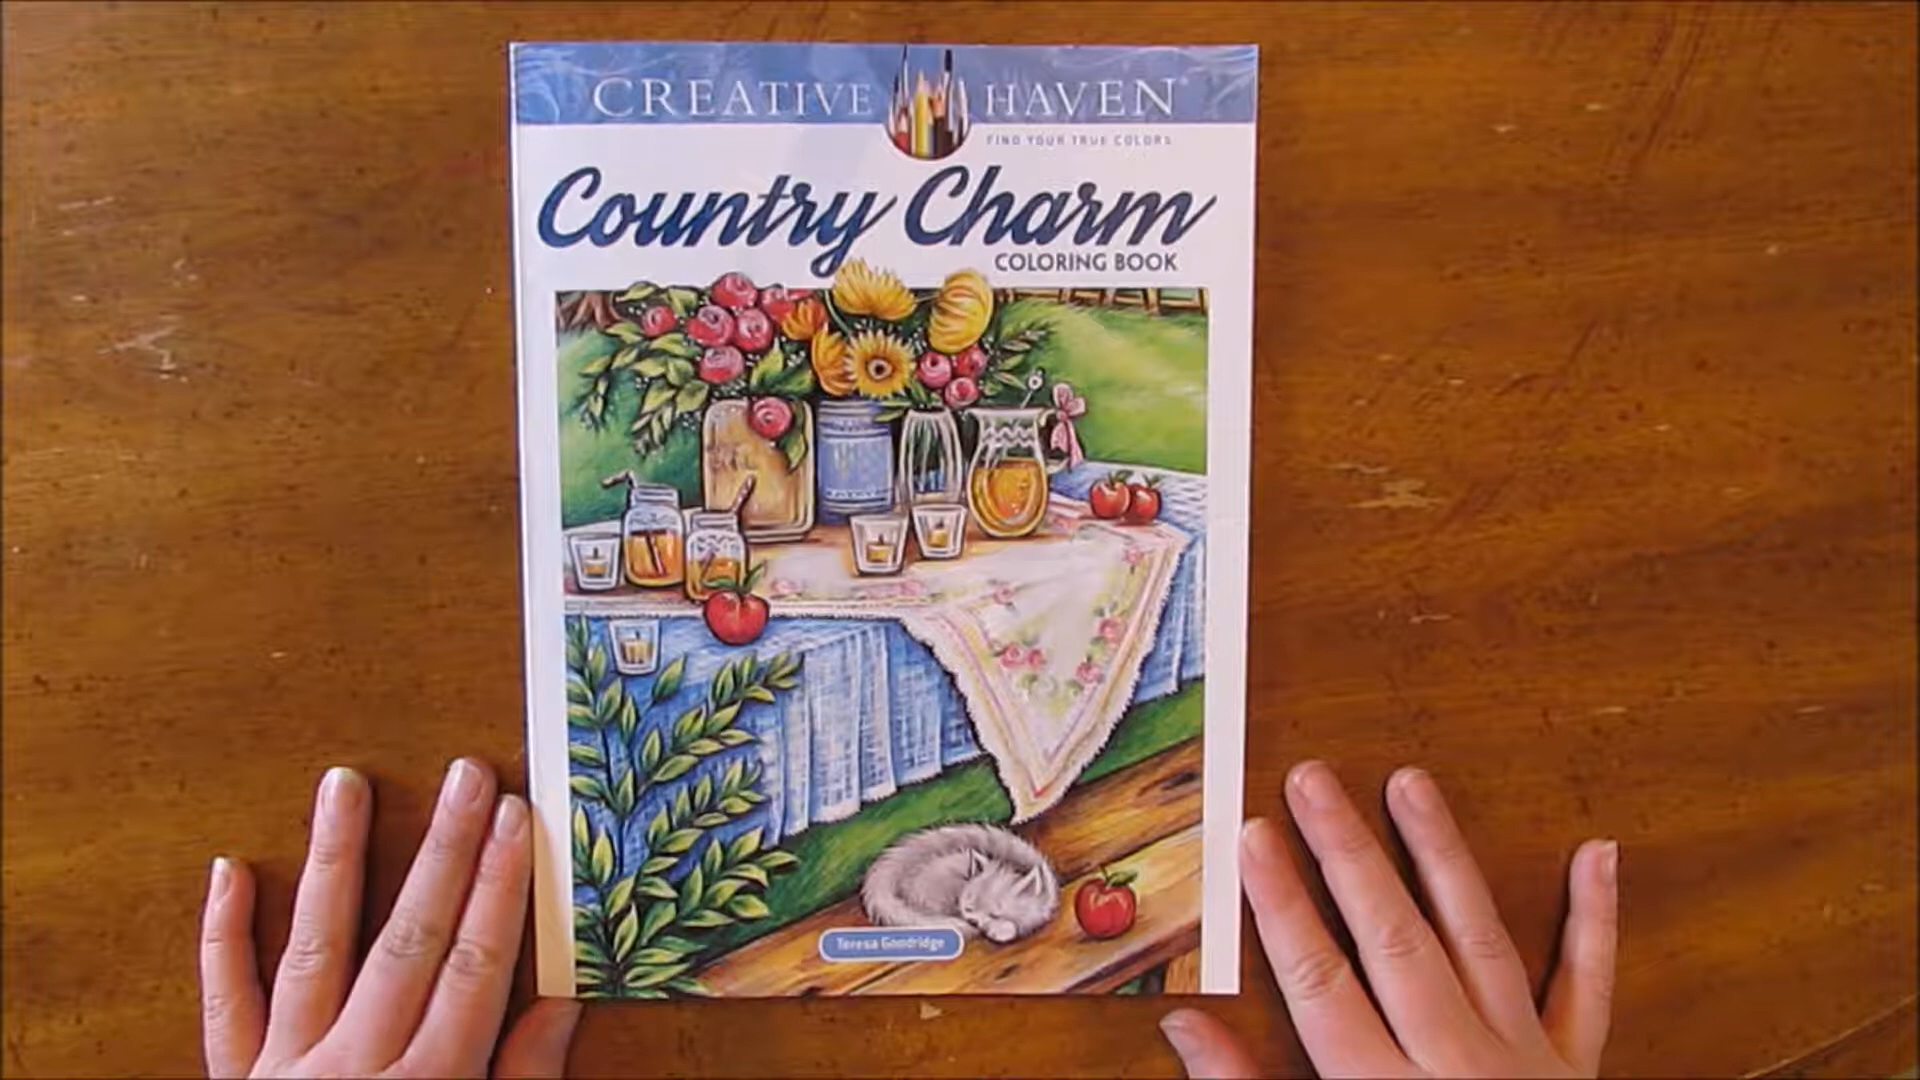 CREATIVE HAVEN®
FIND YOUR TRUE COLORS
Country Charm
COLORING BOOK
Teresa Goodridge